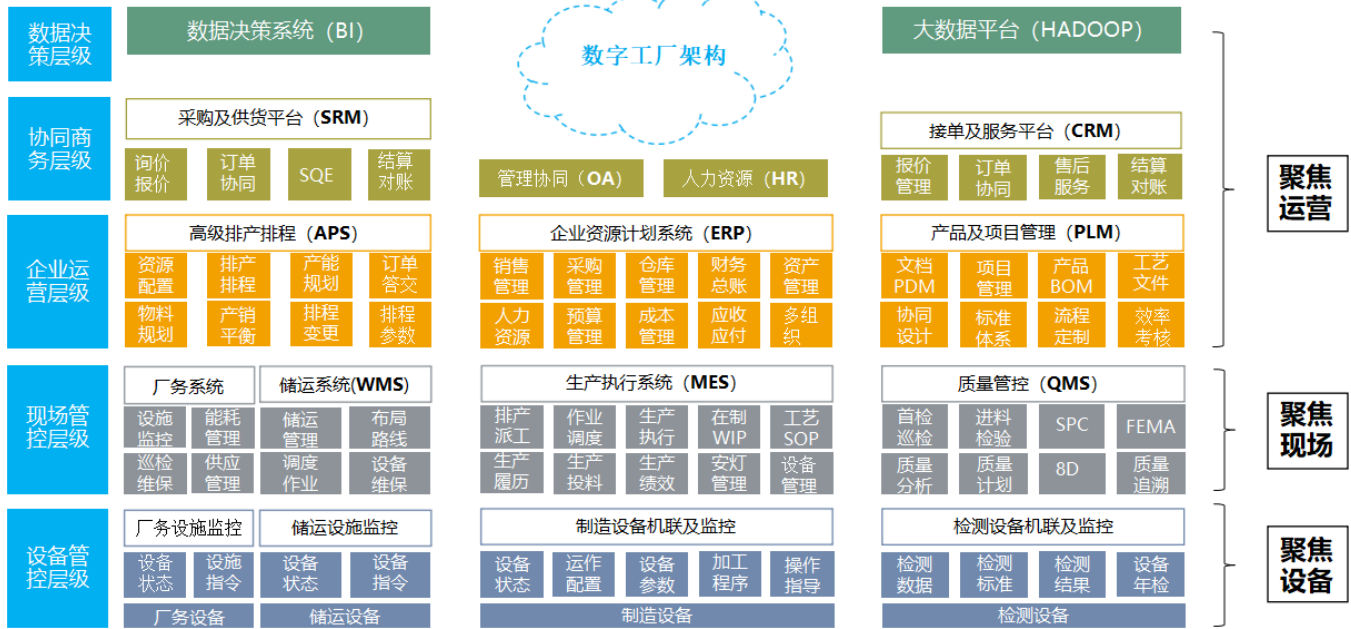 数据决
策层级
数据决策系统（BI）
数字工厂架构
大数据平台（HADOOP）
协同商
务层级
采购及供货平台（SRM）
询价
报价
订单
协同
SQE
结算
对账
管理协同（OA）
人力资源（HR）
接单及服务平台（CRM）
报价
管理
订单
协同
售后
服务
结算
对账
聚焦
运营
企业运
营层级
高级排产排程（APS）
资源
配置
排产
排程
产能
规划
订单
答交
物料
规划
产销
平衡
排程
变更
排程
参数
企业资源计划系统（ERP）
销售
管理
采购
管理
仓库
管理
财务
总账
资产
管理
人力
资源
预算
管理
成本
管理
应收
应付
多组
织
产品及项目管理（PLM）
文档
PDM
项目
管理
产品
BOM
工艺
文件
协同
设计
标准
体系
流程
定制
效率
考核
现场管
控层级
厂务系统
设施
监控
能耗
管理
巡检
维保
供应
管理
储运系统(WMS)
储运
管理
布局
路线
调度
作业
设备
维保
生产执行系统（MES）
排产
派工
作业
调度
生产
执行
在制
WIP
工艺
SOP
生产
履历
生产
投料
生产
绩效
安灯
管理
设备
管理
质量管控（QMS）
首检
巡检
进料
检验
SPC
FEMA
质量
分析
质量
计划
8D
质量
追溯
聚焦
现场
设备管
控层级
厂务设施监控
设备
状态
设施
指令
厂务设备
储运设施监控
设备
状态
设备
指令
储运设备
制造设备机联及监控
设备
状态
运作
配置
设备
参数
加工
程序
操作
指导
制造设备
检测设备机联及监控
检测
数据
检测
标准
检测
结果
设备
年检
检测设备
聚焦
设备